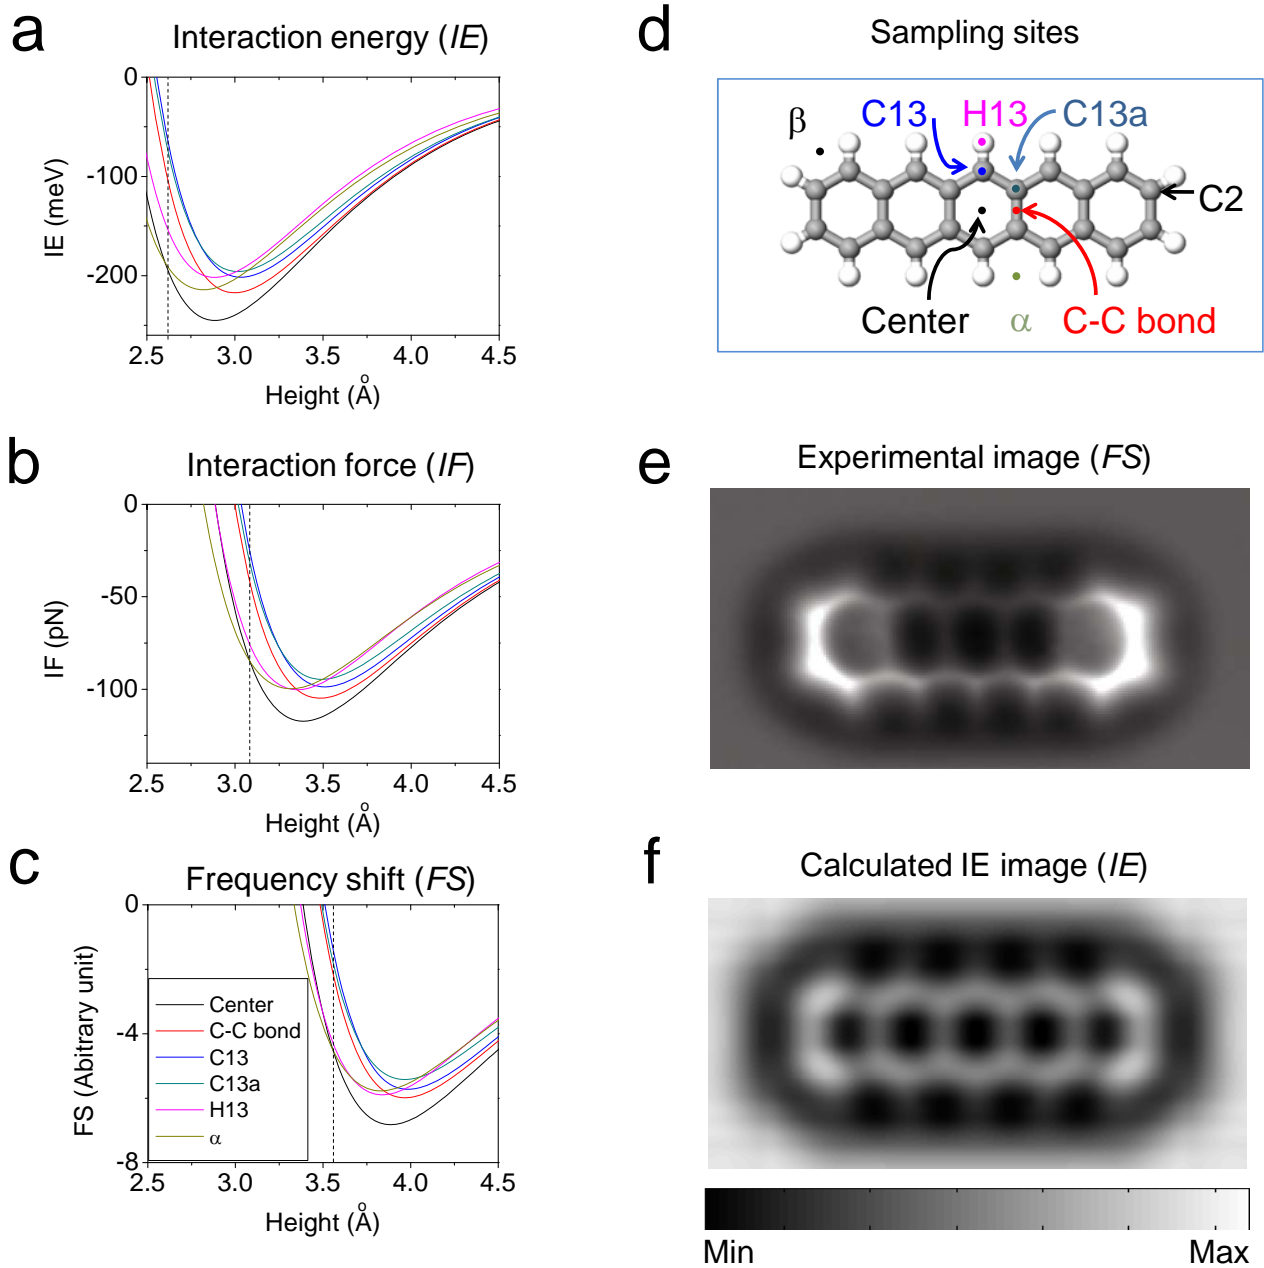 a
Interaction energy (IE)
0
-100
-200
IE (meV)
2.5 3.0 3.5 4.0 4.5
Height (Å)
b
Interaction force (IF)
0
-50
-100
IF (pN)
2.5 3.0 3.5 4.0 4.5
Height (Å)
c
Frequency shift (FS)
0
-4
-8
FS (Abitrary unit)
Center
C-C bond
C13
C13a
H13
α
2.5 3.0 3.5 4.0 4.5
Height (Å)
d
Sampling sites
β C13 H13 C13a
C2
Center α C-C bond
e
Experimental image (FS)
f
Calculated IE image (IE)
Min Max